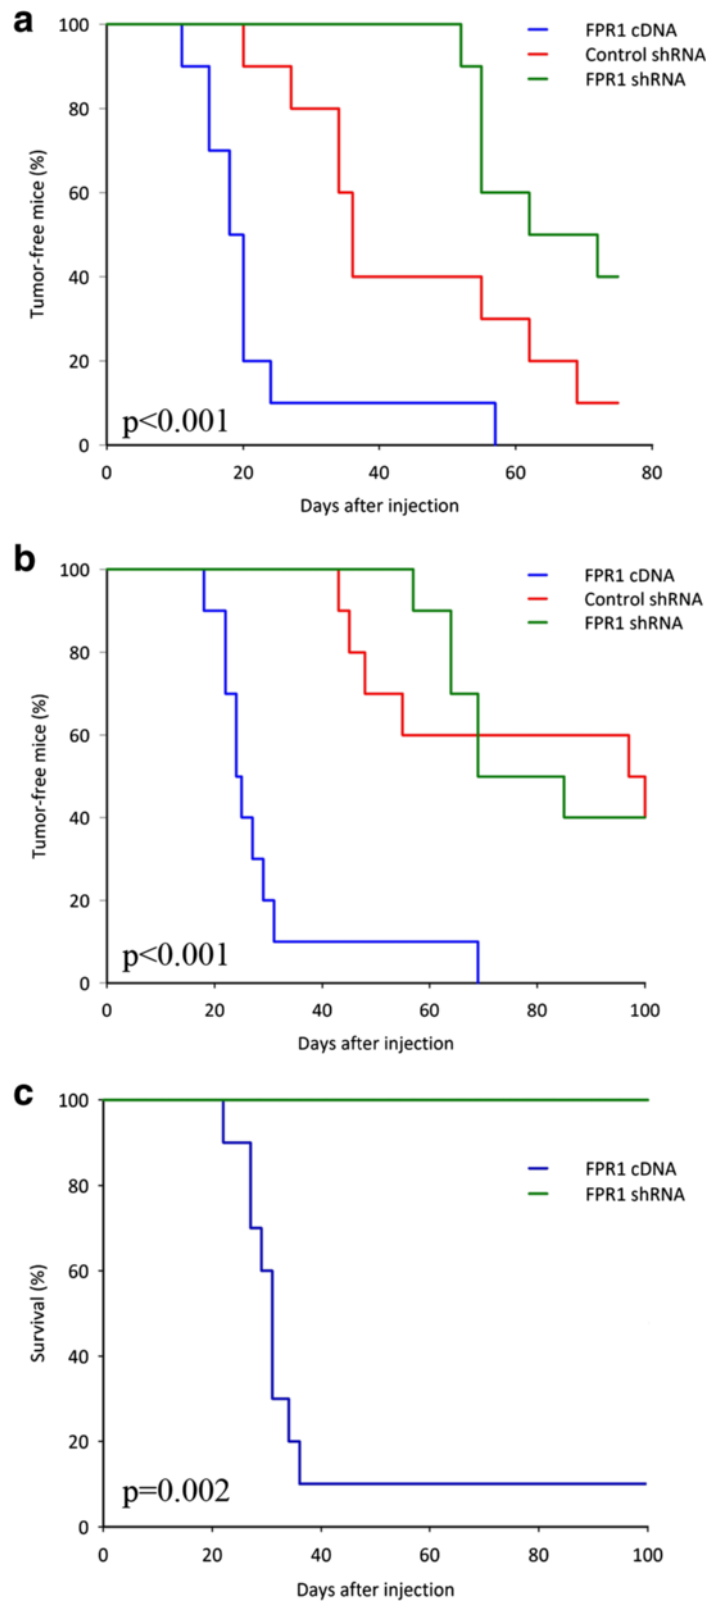 a
FPR1 cDNA
Control shRNA
FPR1 shRNA
Tumor-free mice (%)
100
80
60
40
20
0
p<0.001
0 20 40 60 80
Days after injection
b
FPR1 cDNA
Control shRNA
FPR1 shRNA
Tumor-free mice (%)
100
80
60
40
20
0
p<0.001
0 20 40 60 80 100
Days after injection
c
FPR1 cDNA
FPR1 shRNA
Survival (%)
100
80
60
40
20
0
p=0.002
0 20 40 60 80 100
Days after injection